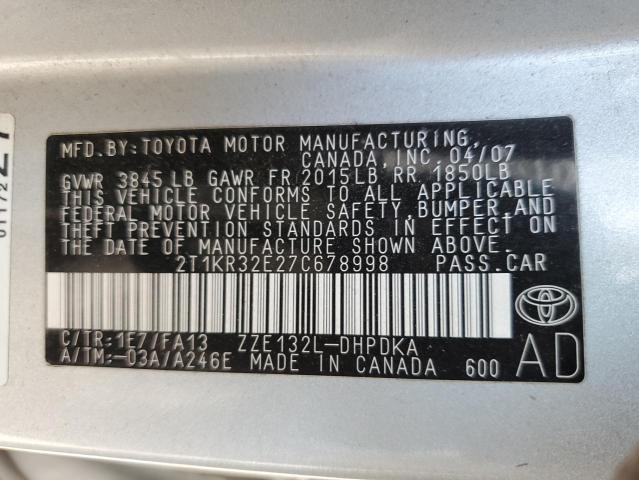 MFD.BY:TOYOTA MOTOR MANUFACTURING,
CANADA,INC. 04/07
GVWR 3845 LB GAWR FR 2015LB,RR 1850LB
THIS VEHICLE CONFORMS TO ALL APPLICABLE
FEDERAL MOTOR VEHICLE SAFETY,BUMPER,AND
THEFT PREVENTION STANDARDS IN EFFECT ON
THE DATE OF MANUFACTURE SHOWN ABOVE.
2T1KR32E27C678998 PASS.CAR
C/TR:1E7/FA13 ZZE132L-DHPDKA
A/TM:-03A/A246E MADE IN CANADA 600
AD